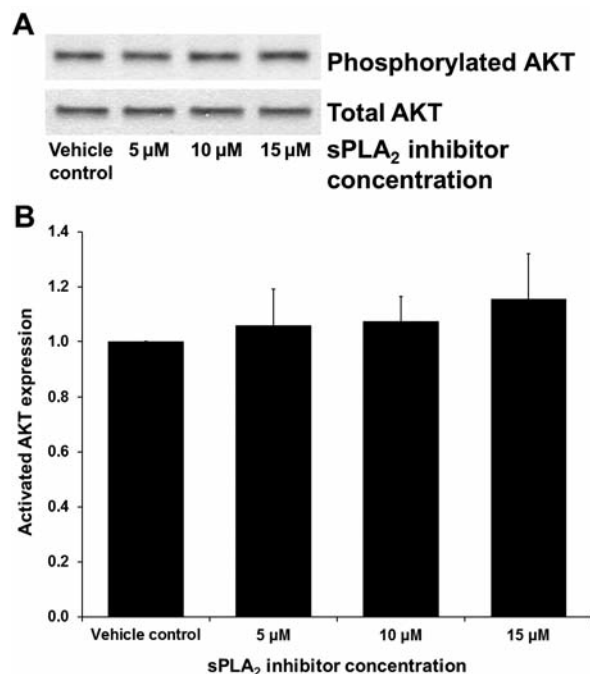 A
Phosphorylated AKT
Total AKT
Vehicle control 5 µM 10 µM 15 µM
sPLA₂ inhibitor concentration
B
Activated AKT expression
1.4
1.2
1.0
0.8
0.6
0.4
0.2
0.0
Vehicle control 5 µM 10 µM 15 µM
sPLA₂ inhibitor concentration